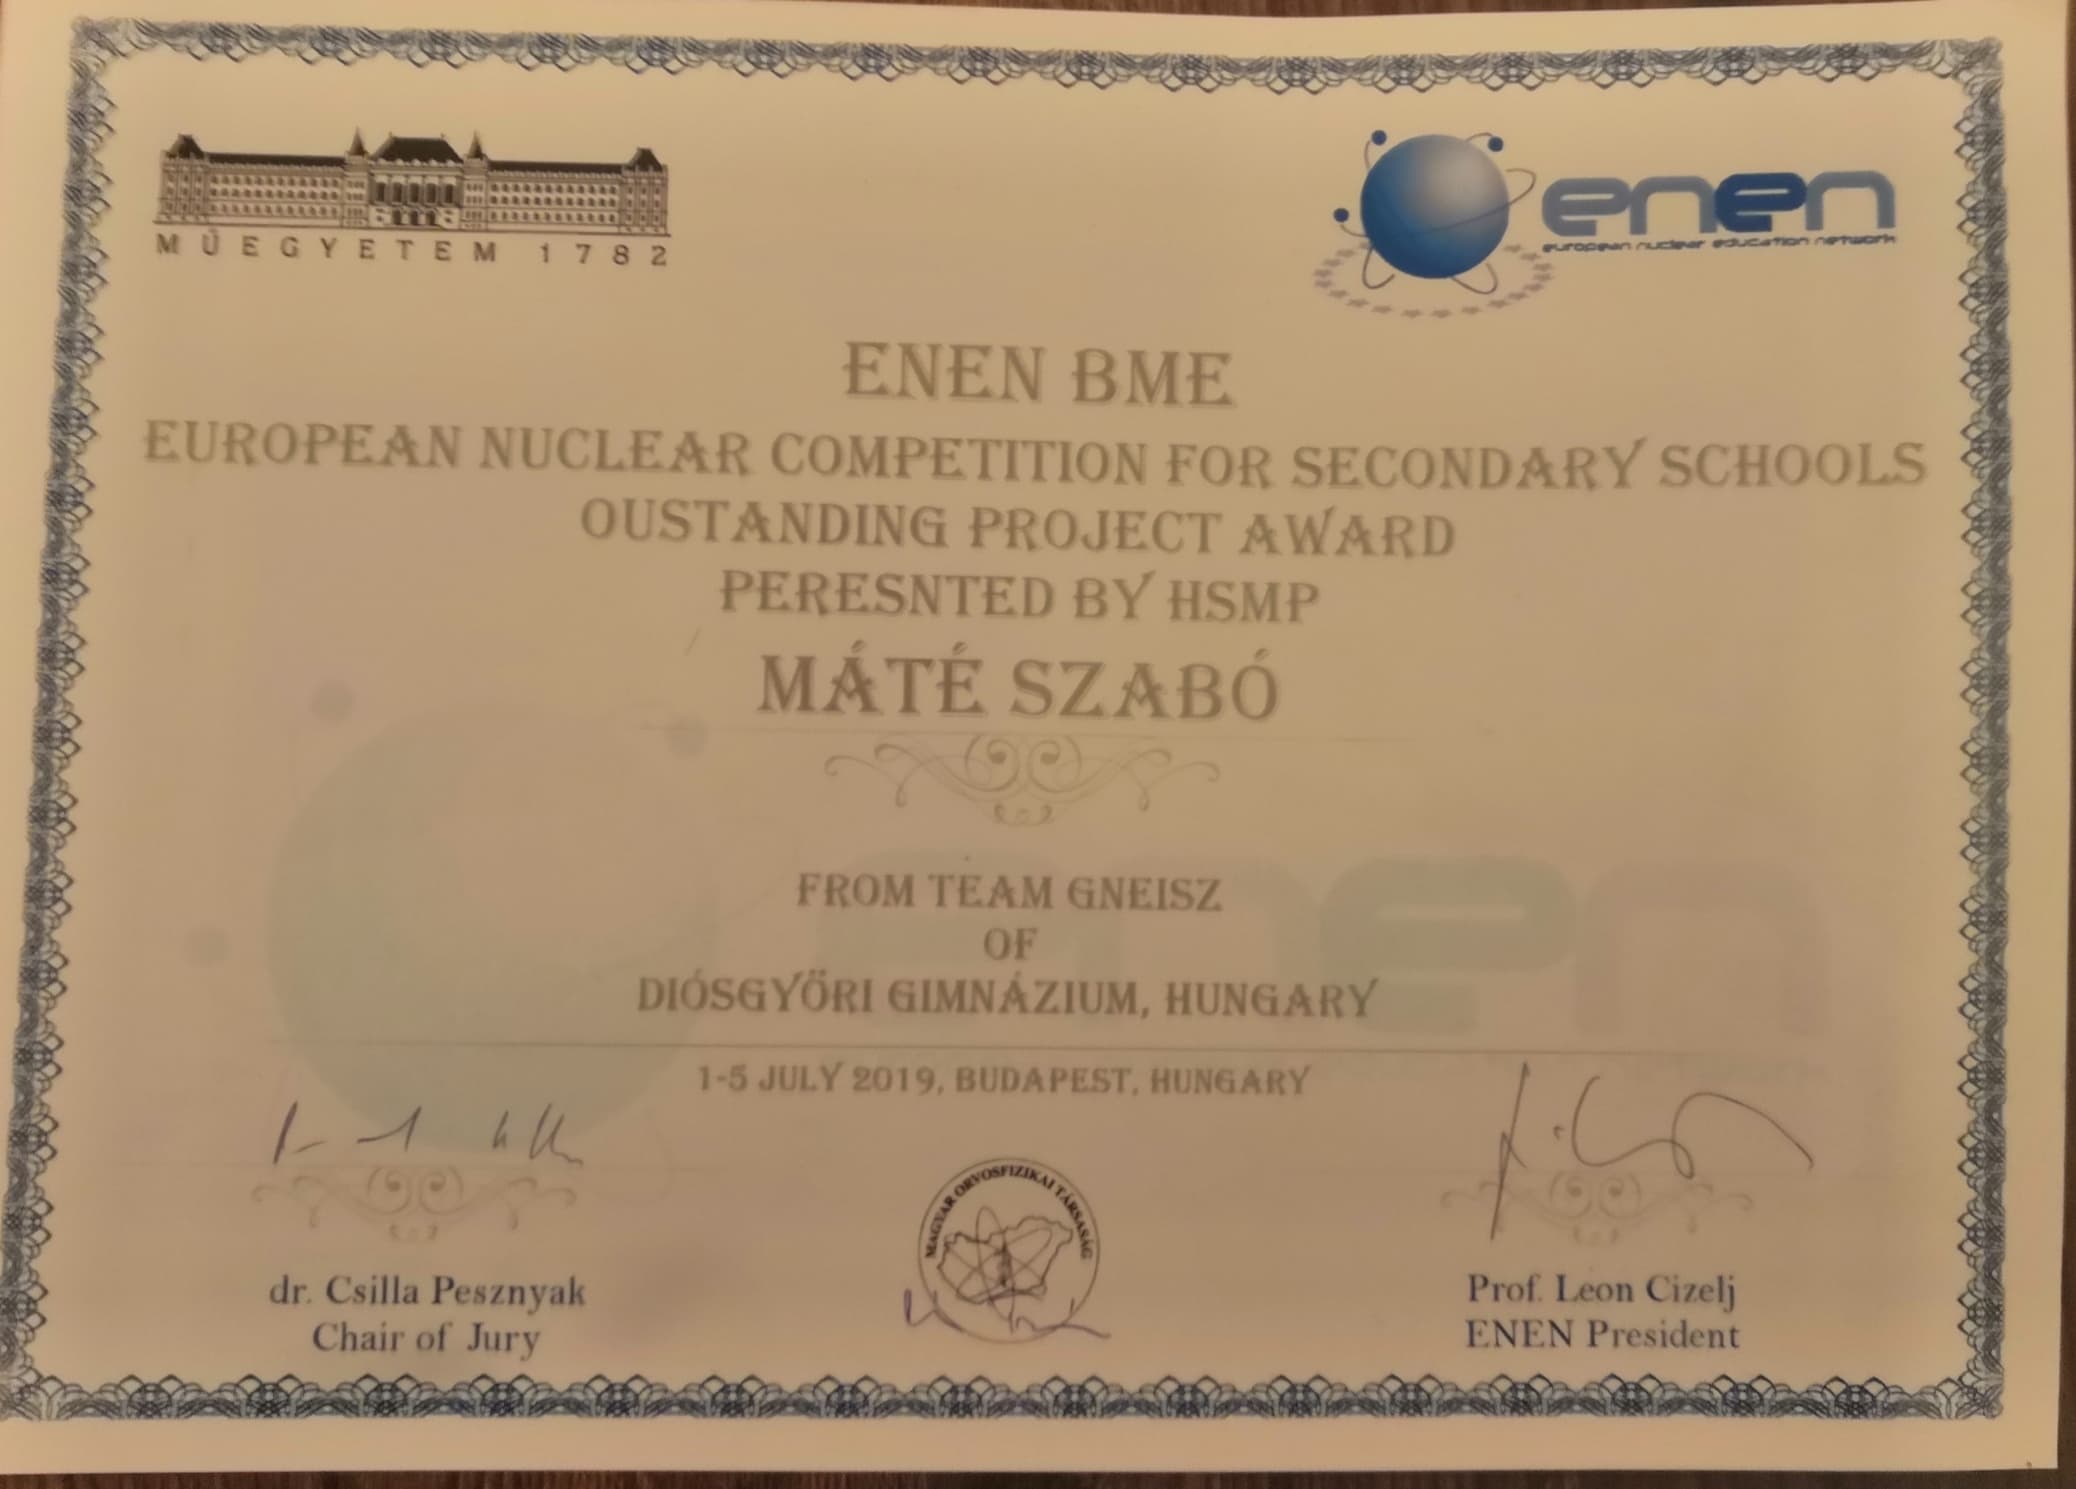 MŰEGYETEM 1782
enen
european nuclear education network
ENEN BME
EUROPEAN NUCLEAR COMPETITION FOR SECONDARY SCHOOLS
OUSTANDING PROJECT AWARD
PERESNTED BY HSMP
MÁTÉ SZABÓ
FROM TEAM GNEISZ
OF
DIÓSGYŐRI GIMNÁZIUM, HUNGARY
1-5 JULY 2019, BUDAPEST, HUNGARY
MAGYAR ORVOSFIZIKAI TÁRSASÁG
dr. Csilla Pesznyak
Chair of Jury
Prof. Leon Cizelj
ENEN President